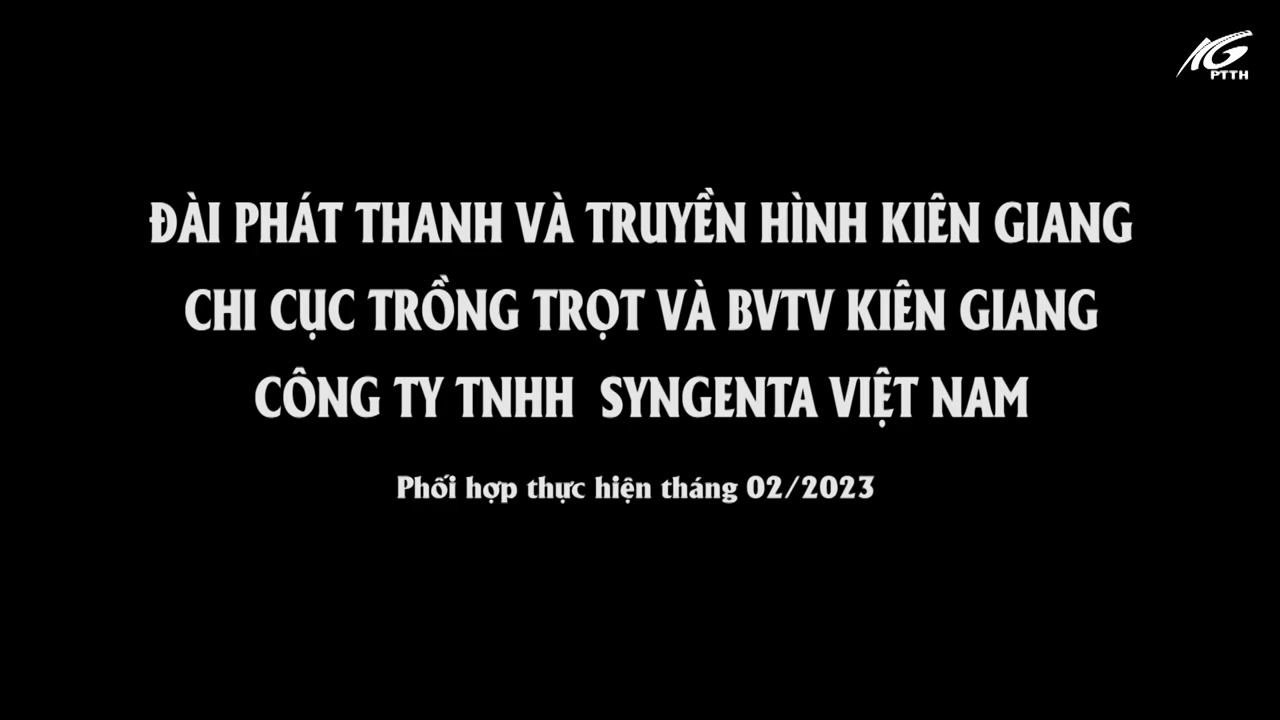 KG
PTTH
ĐÀI PHÁT THANH VÀ TRUYỀN HÌNH KIÊN GIANG
CHI CỤC TRỒNG TRỌT VÀ BVTV KIÊN GIANG
CÔNG TY TNHH SYNGENTA VIỆT NAM
Phối hợp thực hiện tháng 02/2023